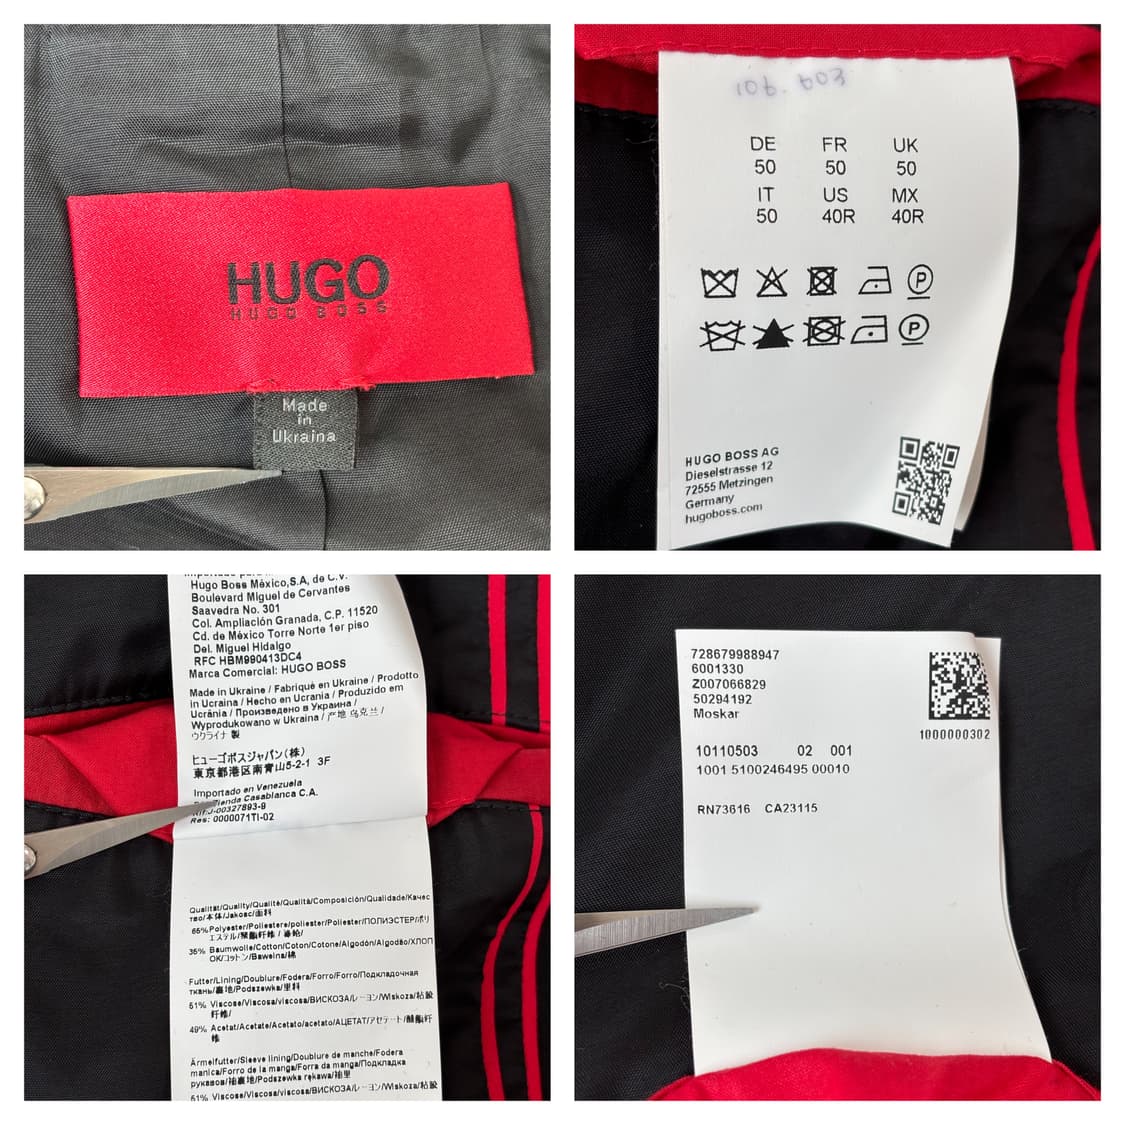 HUGO
HUGO BOSS
Made
in
Ukraina
106. 603
DE FR UK
50 50 50
IT US MX
50 40R 40R
P
P
HUGO BOSS AG
Dieselstrasse 12
72555 Metzingen
Germany
hugoboss.com
Hugo Boss México,S.A, de C.V.
Boulevard Miguel de Cervantes
Saavedra No. 301
Col. Ampliación Granada, C.P. 11520
Cd. de México Torre Norte 1er piso
Del. Miguel Hidalgo
RFC HBM990413DC4
Marca Comercial: HUGO BOSS
Made in Ukraine / Fabriqué en Ukraine / Prodotto
in Ucraina / Hecho en Ucrania / Produzido em
Ucrânia / Произведено в Украина /
Wyprodukowano w Ukraina / 产地 乌克兰 /
ウクライナ 製
ヒューゴボスジャパン(株)
東京都港区南青山5-2-1 3F
Importado en Venezuela
Tienda Casablanca C.A.
J-00327893-9
Res: 0000071TI-02
Qualität/Quality/Qualité/Qualità/Composición/Qualidade/Качес
тво/本体/Jakość/面料
65% Polyester/Poliestere/poliester/Poliéster/ПОЛИЭСТЕР/ポリ
エステル/聚酯纤维 /
35% Baumwolle/Cotton/Coton/Cotone/Algodón/Algodão/ХЛОП
ОК/コットン/Bawełna/棉
Futter/Lining/Doublure/Fodera/Forro/Forro/Подкладочная
ткань/裏地/Podszewka/里料
51% Viscose/Viscosa/viscosa/ВИСКОЗА/レーヨン/Wiskoza/粘胶
纤维/
49% Acetat/Acetate/Acetato/acetato/АЦЕТАТ/アセテート/醋酯纤
维
Ärmelfutter/Sleeve lining/Doublure de manche/Fodera
manica/Forro de la manga/Forro da manga/Подкладка
рукавов/袖裏地/Podszewka rękawa/袖里
51% Viscose/Viscosa/viscosa/ВИСКОЗА/レーヨン/Wiskoza/粘胶
728679988947
6001330
Z007066829
50294192
Moskar
1000000302
10110503 02 001
1001 5100246495 00010
RN73616 CA23115